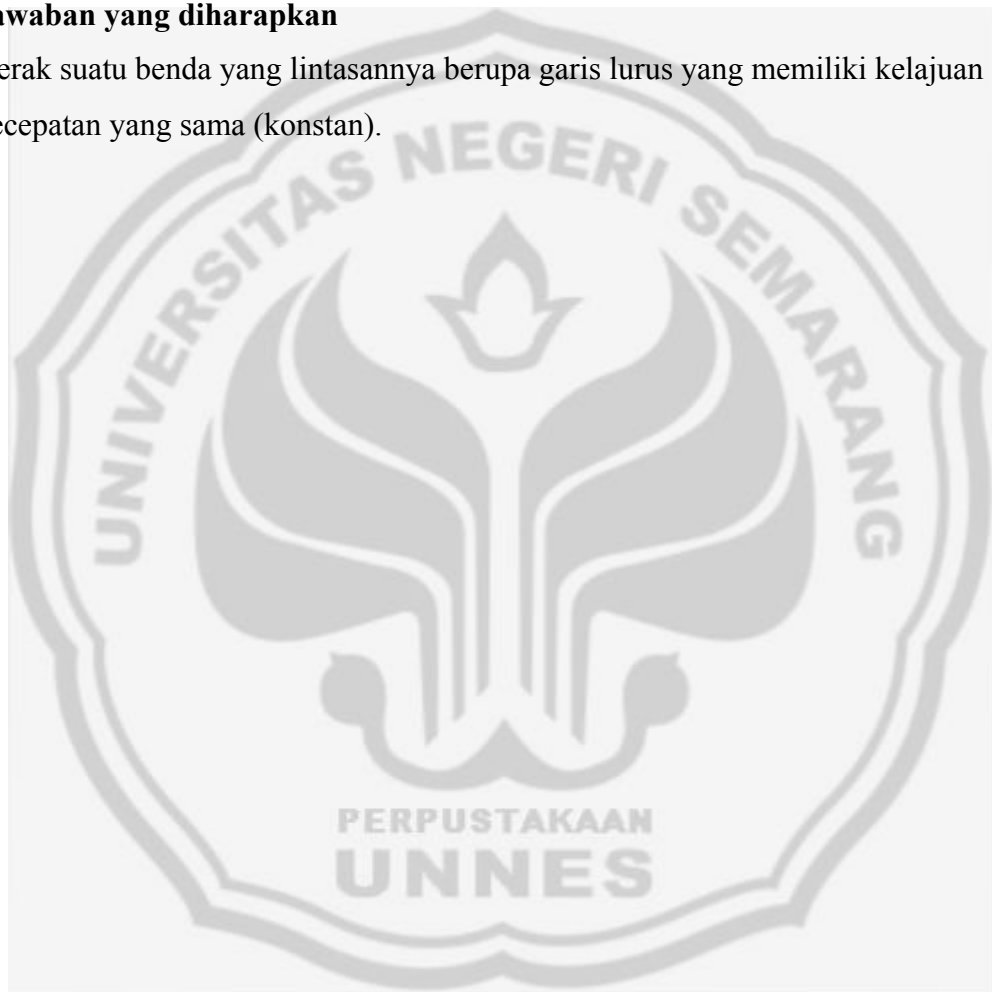 awaban yang diharapkan
erak suatu benda yang lintasannya berupa garis lurus yang memiliki kelajuan
ecepatan yang sama (konstan).
UNIVERSITAS NEGERI SEMARANG
PERPUSTAKAAN
UNNES